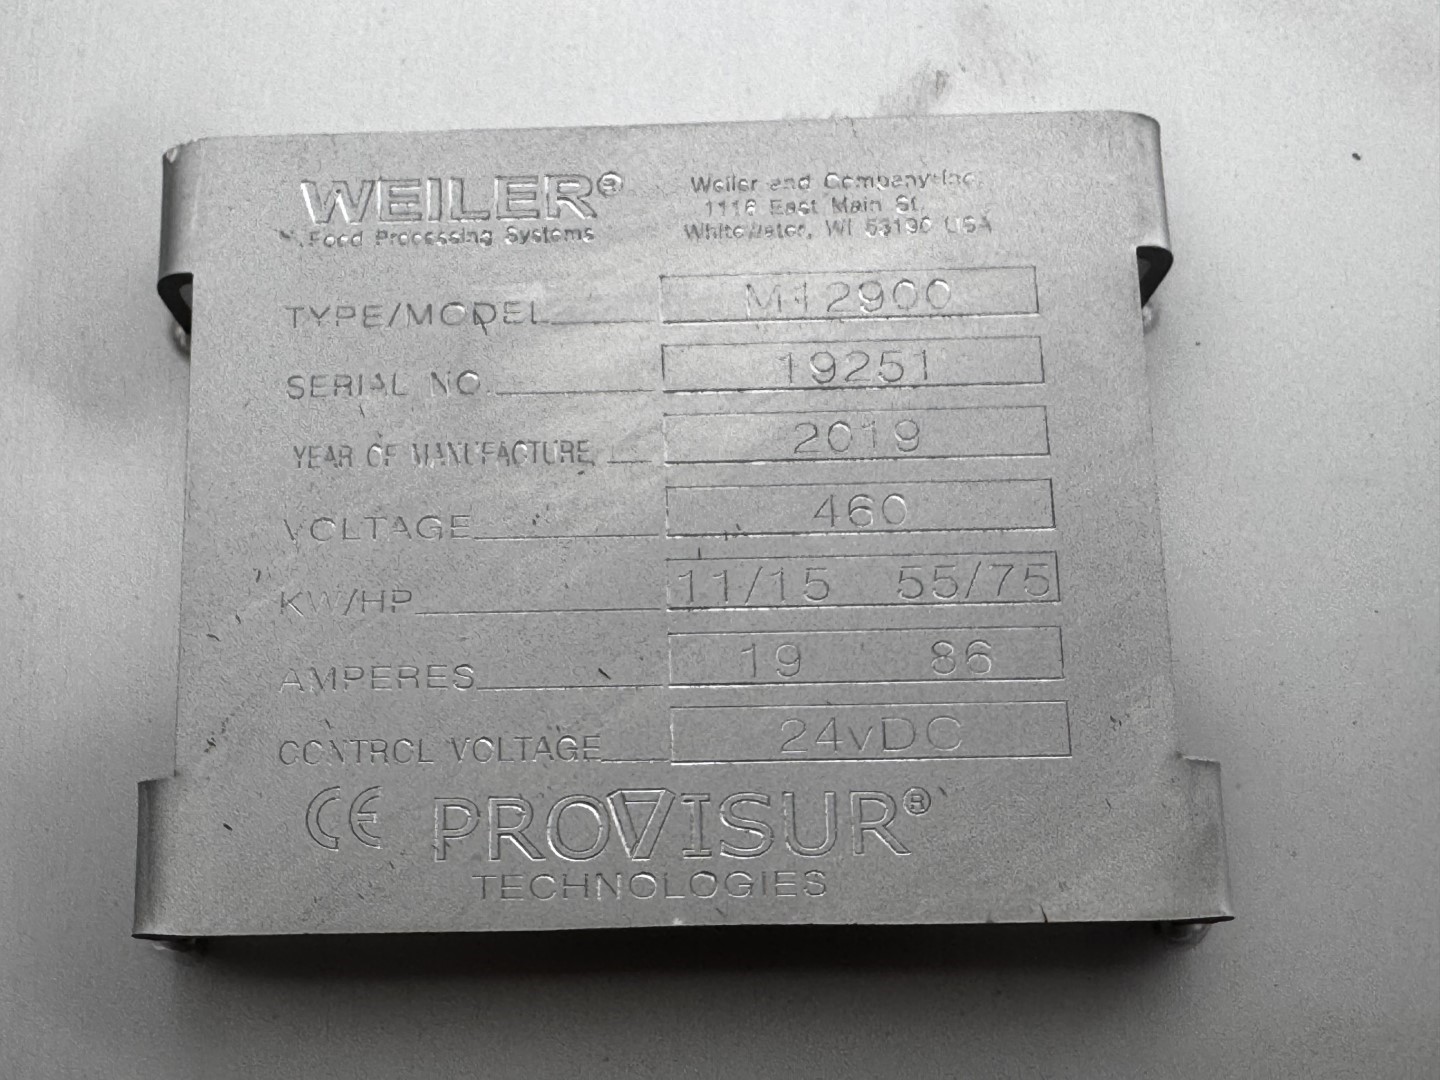 WEILER®
Food Processing Systems
Weiler and Company Inc.
1116 East Main St.
Whitewater, WI 53190 USA
TYPE/MODEL M12900
SERIAL NO. 19251
YEAR OF MANUFACTURE 2019
VOLTAGE 460
KW/HP 11/15 55/75
AMPERES 19 86
CONTROL VOLTAGE 24vDC
CE PROVISUR®
TECHNOLOGIES